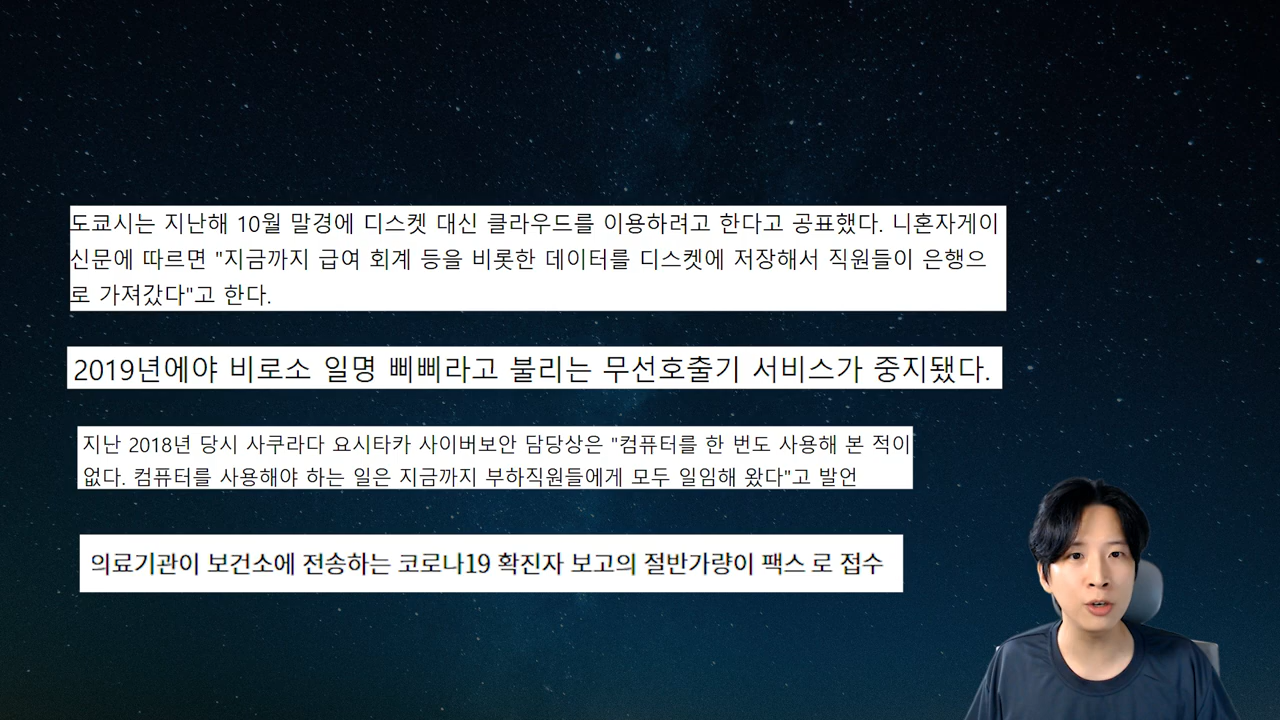 도쿄시는 지난해 10월 말경에 디스켓 대신 클라우드를 이용하려고 한다고 공표했다. 니혼자게이
신문에 따르면 "지금까지 급여 회계 등을 비롯한 데이터를 디스켓에 저장해서 직원들이 은행으
로 가져갔다"고 한다.
2019년에야 비로소 일명 삐삐라고 불리는 무선호출기 서비스가 중지됐다.
지난 2018년 당시 사쿠라다 요시타카 사이버보안 담당상은 "컴퓨터를 한 번도 사용해 본 적이
없다. 컴퓨터를 사용해야 하는 일은 지금까지 부하직원들에게 모두 일임해 왔다"고 발언
의료기관이 보건소에 전송하는 코로나19 확진자 보고의 절반가량이 팩스 로 접수